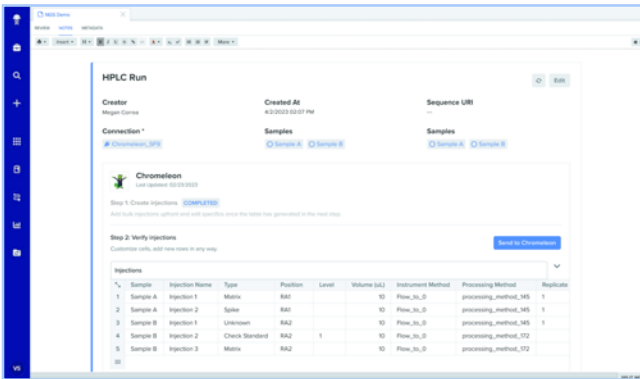 NGS Demo
REVIEW NOTES METADATA
Insert More
HPLC Run
Edit
Creator Created At Sequence URI
Megan Correa 4/2/2023 02:07 PM —
Connection * Samples Samples
Chromeleon_SFB Sample A Sample B Sample A Sample B
Chromeleon
Last Updated: 02/23/2023
Step 1: Create injections COMPLETED
Add bulk injections upfront and edit specifics once the table has generated in the next step.
Step 2: Verify injections
Customize cells, add new rows in any way.
Send to Chromeleon
Injections
Sample Injection Name Type Position Level Volume (uL) Instrument Method Processing Method Replicate
1 Sample A Injection 1 Matrix RA1 10 Flow_to_0 processing_method_145 1
2 Sample A Injection 2 Spike RA1 10 Flow_to_0 processing_method_145 1
3 Sample B Injection 1 Unknown RA2 10 Flow_to_0 processing_method_145 1
4 Sample B Injection 2 Check Standard RA2 1 10 Flow_to_0 processing_method_172
5 Sample B Injection 3 Matrix RA2 10 Flow_to_0 processing_method_172
VS